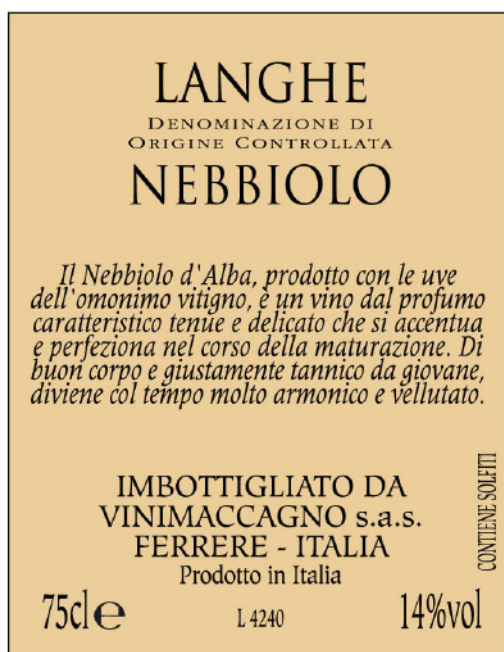 LANGHE
DENOMINAZIONE DI
ORIGINE CONTROLLATA
NEBBIOLO
Il Nebbiolo d'Alba, prodotto con le uve
dell'omonimo vitigno, è un vino dal profumo
caratteristico tenue e delicato che si accentua
e perfeziona nel corso della maturazione. Di
buon corpo e giustamente tannico da giovane,
diviene col tempo molto armonico e vellutato.
IMBOTTIGLIATO DA
VINIMACCAGNO s.a.s.
FERRERE - ITALIA
Prodotto in Italia
75cl e
L 4240
14%vol
CONTIENE SOLFITI